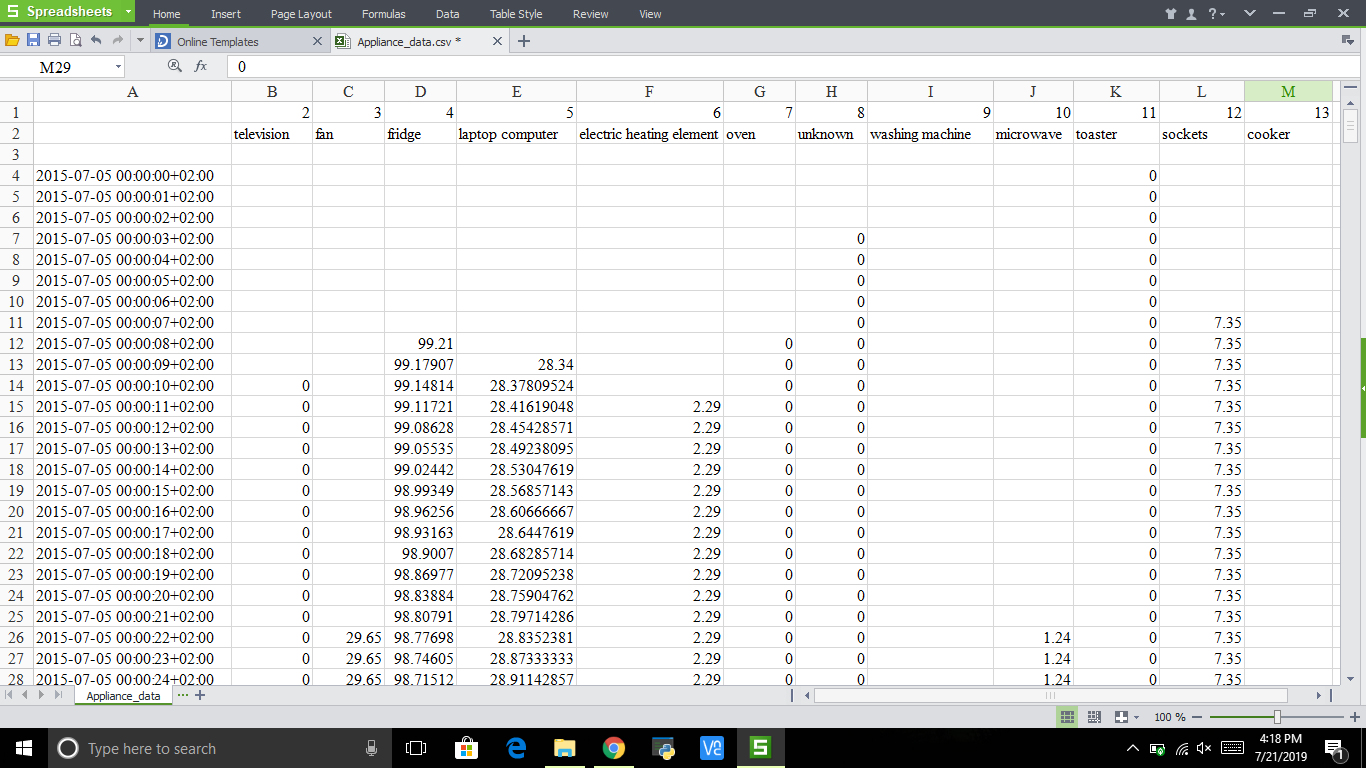 Spreadsheets Home Insert Page Layout Formulas Data Table Style Review View ?
Online Templates Appliance_data.csv *
M29 fx 0
A B C D E F G H I J K L M
1 2 3 4 5 6 7 8 9 10 11 12 13
2 television fan fridge laptop computer electric heating element oven unknown washing machine microwave toaster sockets cooker
3
4 2015-07-05 00:00:00+02:00 0
5 2015-07-05 00:00:01+02:00 0
6 2015-07-05 00:00:02+02:00 0
7 2015-07-05 00:00:03+02:00 0 0
8 2015-07-05 00:00:04+02:00 0 0
9 2015-07-05 00:00:05+02:00 0 0
10 2015-07-05 00:00:06+02:00 0 0
11 2015-07-05 00:00:07+02:00 0 0 7.35
12 2015-07-05 00:00:08+02:00 99.21 0 0 0 7.35
13 2015-07-05 00:00:09+02:00 99.17907 28.34 0 0 0 7.35
14 2015-07-05 00:00:10+02:00 0 99.14814 28.37809524 0 0 0 7.35
15 2015-07-05 00:00:11+02:00 0 99.11721 28.41619048 2.29 0 0 0 7.35
16 2015-07-05 00:00:12+02:00 0 99.08628 28.45428571 2.29 0 0 0 7.35
17 2015-07-05 00:00:13+02:00 0 99.05535 28.49238095 2.29 0 0 0 7.35
18 2015-07-05 00:00:14+02:00 0 99.02442 28.53047619 2.29 0 0 0 7.35
19 2015-07-05 00:00:15+02:00 0 98.99349 28.56857143 2.29 0 0 0 7.35
20 2015-07-05 00:00:16+02:00 0 98.96256 28.60666667 2.29 0 0 0 7.35
21 2015-07-05 00:00:17+02:00 0 98.93163 28.6447619 2.29 0 0 0 7.35
22 2015-07-05 00:00:18+02:00 0 98.9007 28.68285714 2.29 0 0 0 7.35
23 2015-07-05 00:00:19+02:00 0 98.86977 28.72095238 2.29 0 0 0 7.35
24 2015-07-05 00:00:20+02:00 0 98.83884 28.75904762 2.29 0 0 0 7.35
25 2015-07-05 00:00:21+02:00 0 98.80791 28.79714286 2.29 0 0 0 7.35
26 2015-07-05 00:00:22+02:00 0 29.65 98.77698 28.8352381 2.29 0 0 1.24 0 7.35
27 2015-07-05 00:00:23+02:00 0 29.65 98.74605 28.87333333 2.29 0 0 1.24 0 7.35
28 2015-07-05 00:00:24+02:00 0 29.65 98.71512 28.91142857 2.29 0 0 1.24 0 7.35
Appliance_data ··· +
100 %
Type here to search
4:18 PM
7/21/2019
1